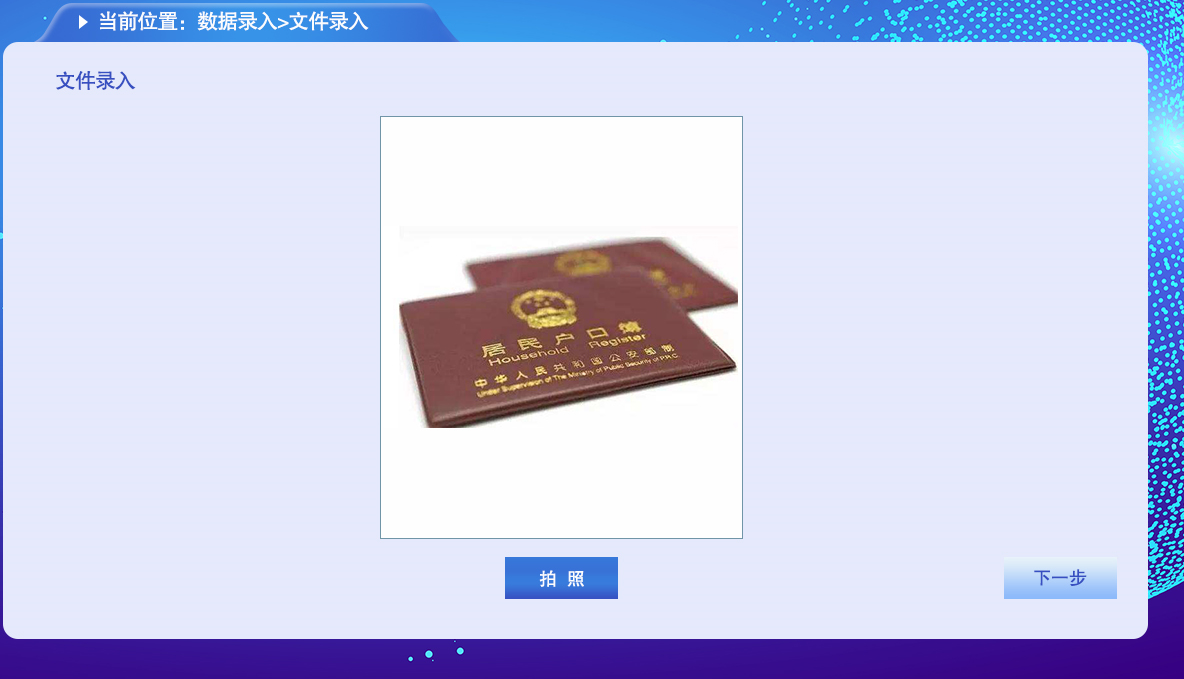 当前位置：数据录入>文件录入
文件录入
居民户口簿
Household Register
中华人民共和国公安部制
Under Supervision of The Ministry of Public Security of P.R.C
拍 照
下一步